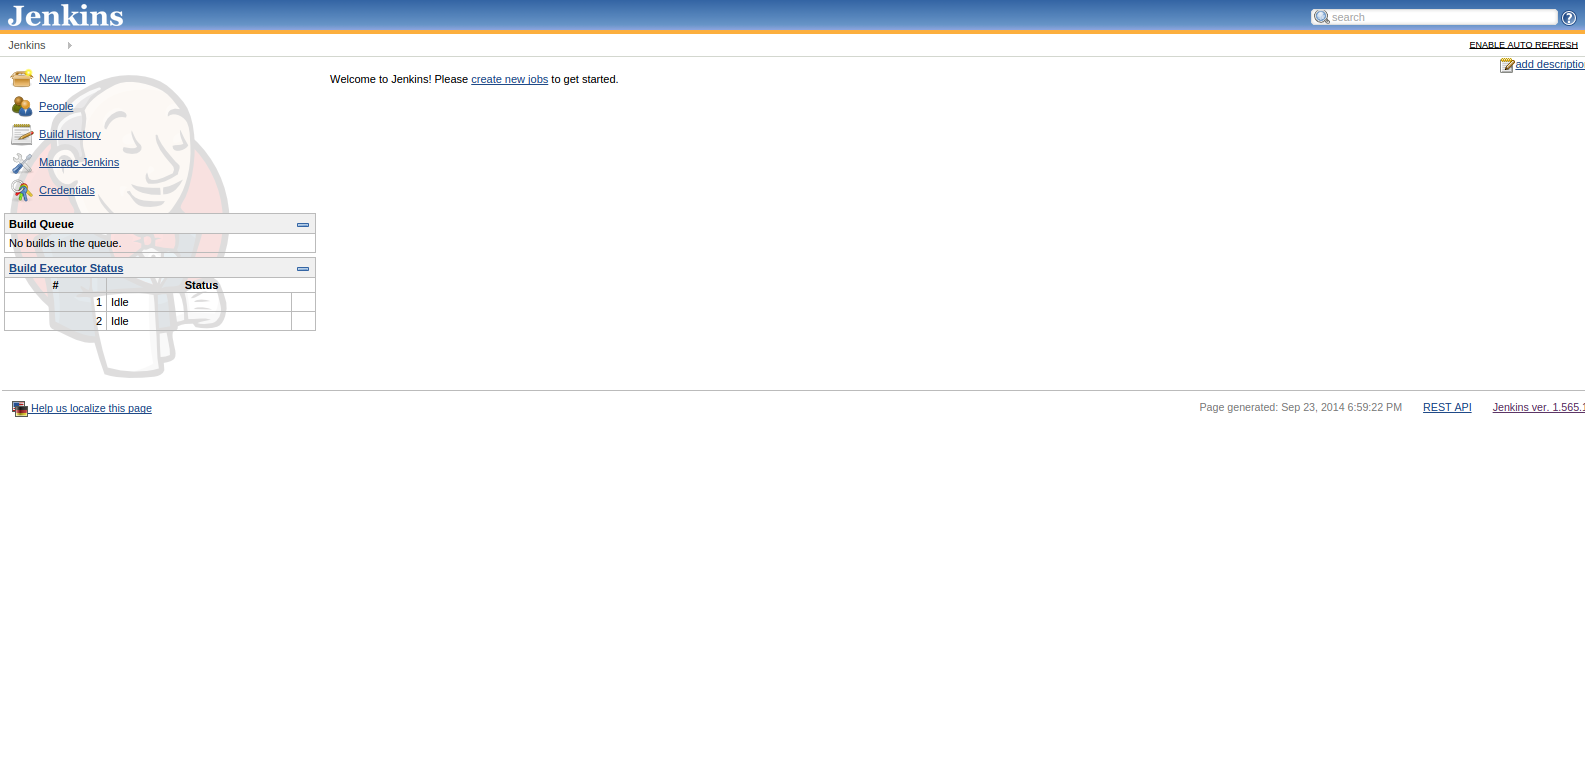 Jenkins
search
Jenkins
ENABLE AUTO REFRESH
add description
New Item
Welcome to Jenkins! Please create new jobs to get started.
People
Build History
Manage Jenkins
Credentials
Build Queue
No builds in the queue.
Build Executor Status
# Status
1 Idle
2 Idle
Help us localize this page
Page generated: Sep 23, 2014 6:59:22 PM REST API Jenkins ver. 1.565.1